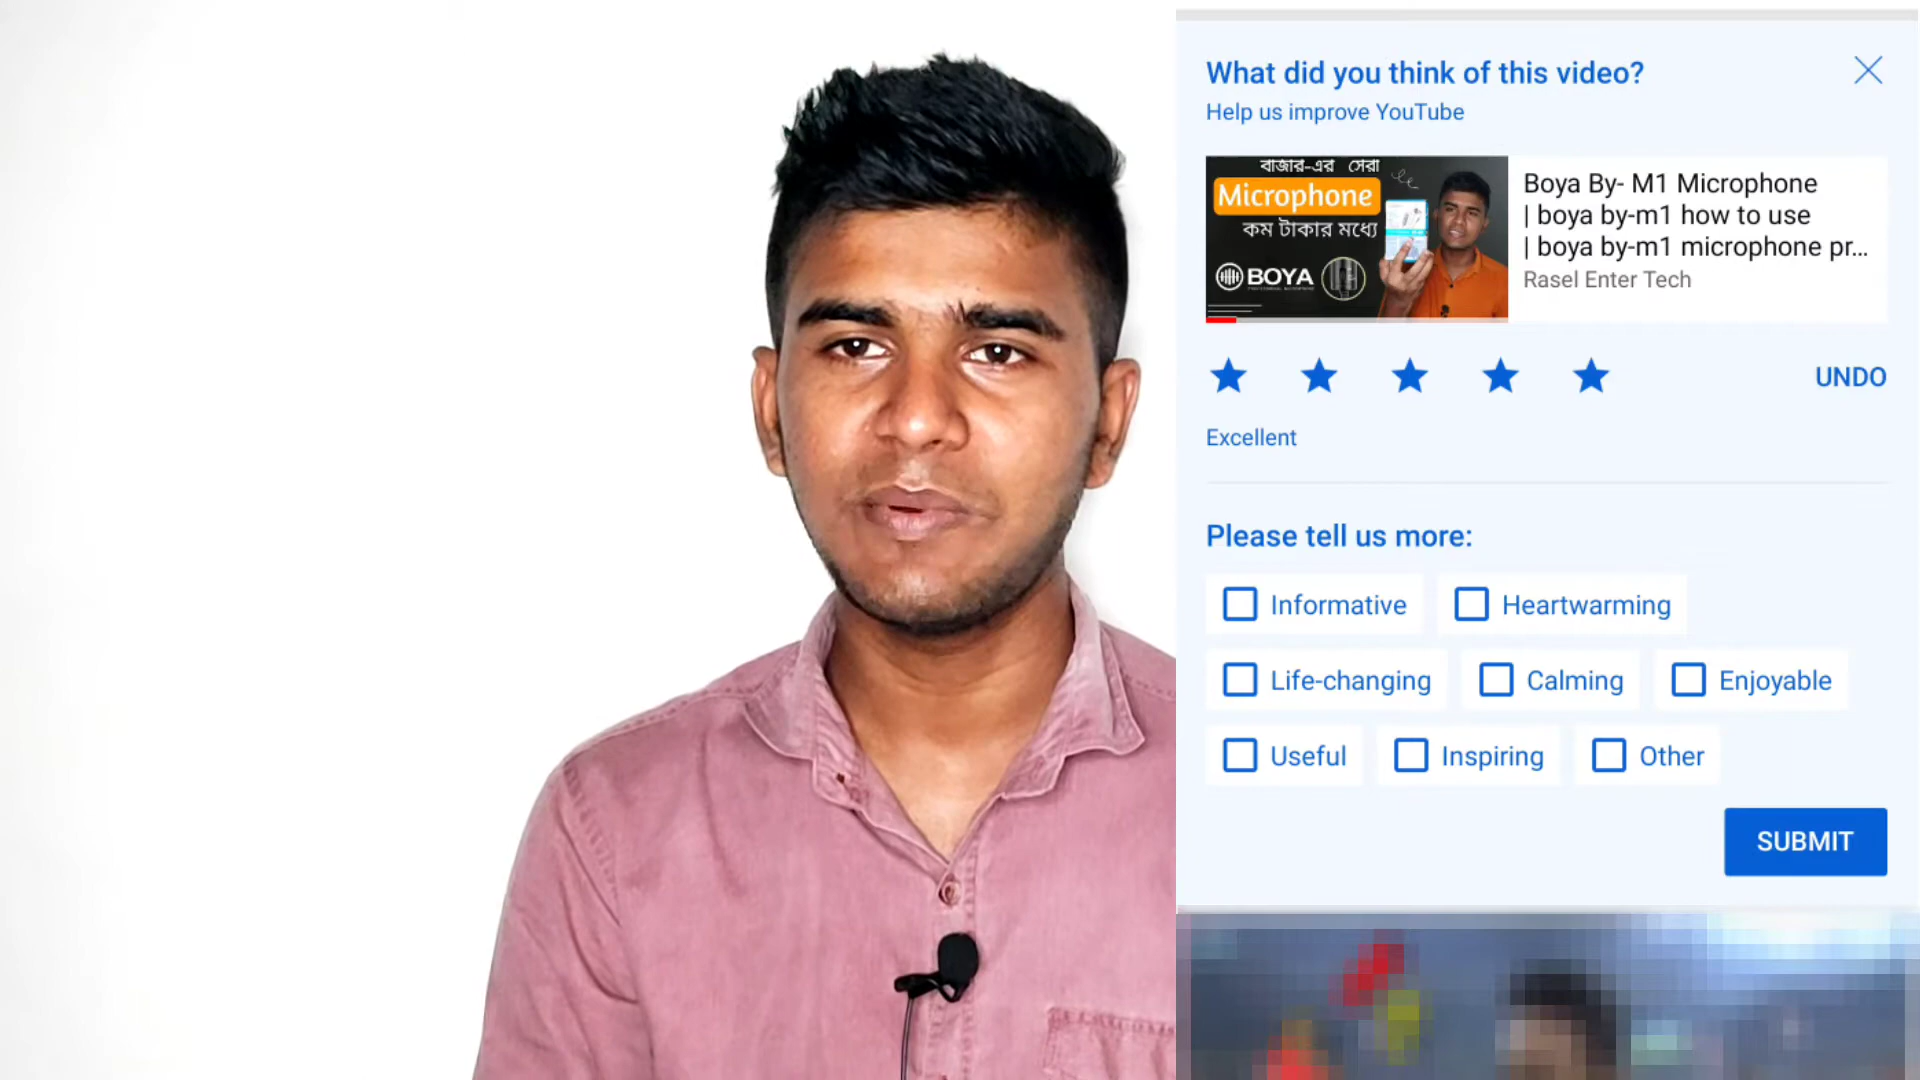 What did you think of this video?
Help us improve YouTube
বাজার-এর সেরা
Microphone
কম টাকার মধ্যে
BOYA
Boya By- M1 Microphone
| boya by-m1 how to use
| boya by-m1 microphone pr...
Rasel Enter Tech
UNDO
Excellent
Please tell us more:
Informative
Heartwarming
Life-changing
Calming
Enjoyable
Useful
Inspiring
Other
SUBMIT